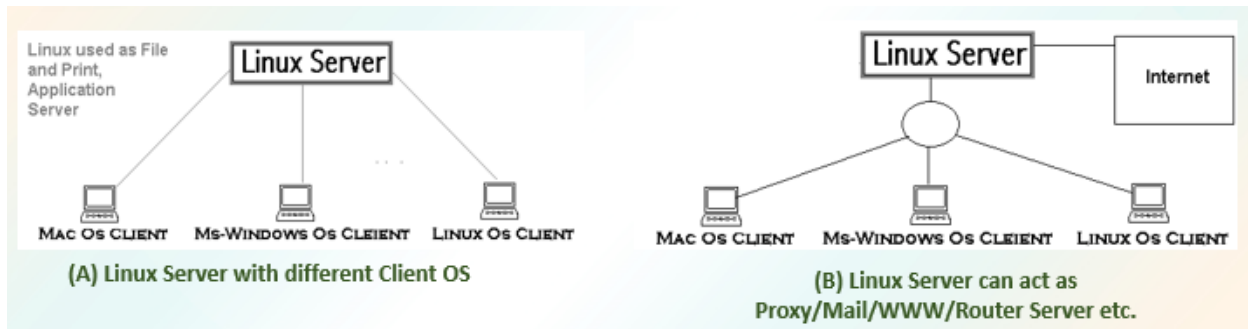 Linux used as File
and Print,
Application
Server
Linux Server
. . .
Mac Os Client
Ms-Windows Os Cleient
Linux Os Client
(A) Linux Server with different Client OS
Linux Server
Internet
Mac Os Client
Ms-Windows Os Cleient
Linux Os Client
(B) Linux Server can act as
Proxy/Mail/WWW/Router Server etc.